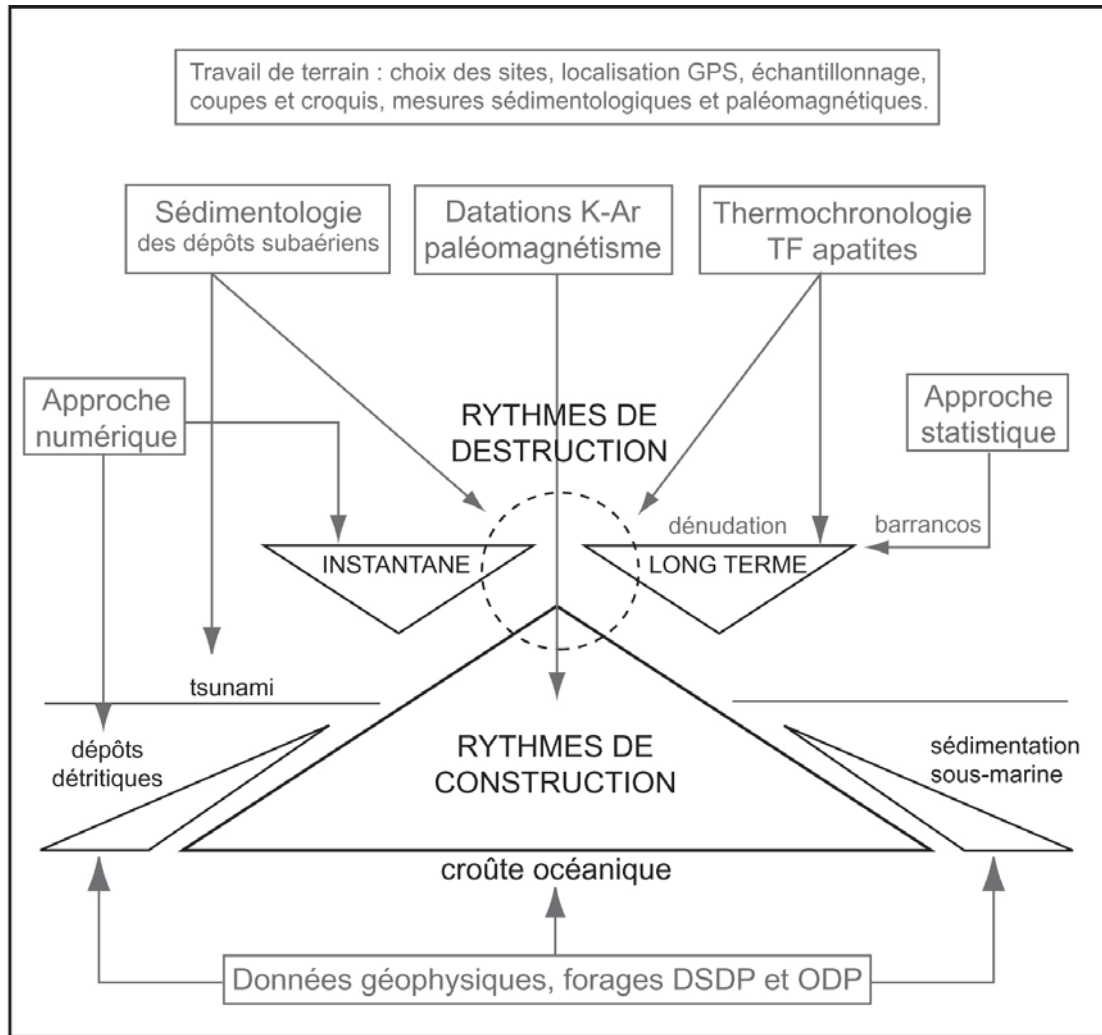 Travail de terrain : choix des sites, localisation GPS, échantillonnage,
coupes et croquis, mesures sédimentologiques et paléomagnétiques.
Sédimentologie
des dépôts subaériens
Datations K-Ar
paléomagnétisme
Thermochronologie
TF apatites
Approche
numérique
RYTHMES DE
DESTRUCTION
Approche
statistique
dénudation
barrancos
INSTANTANE
LONG TERME
tsunami
dépôts
détritiques
RYTHMES DE
CONSTRUCTION
sédimentation
sous-marine
croûte océanique
Données géophysiques, forages DSDP et ODP